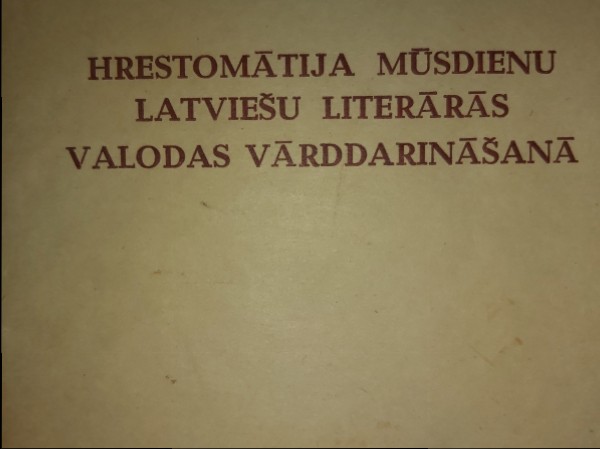 HRESTOMĀTIJA MŪSDIENU
LATVIEŠU LITERĀRĀS
VALODAS VĀRDDARINĀŠANĀ